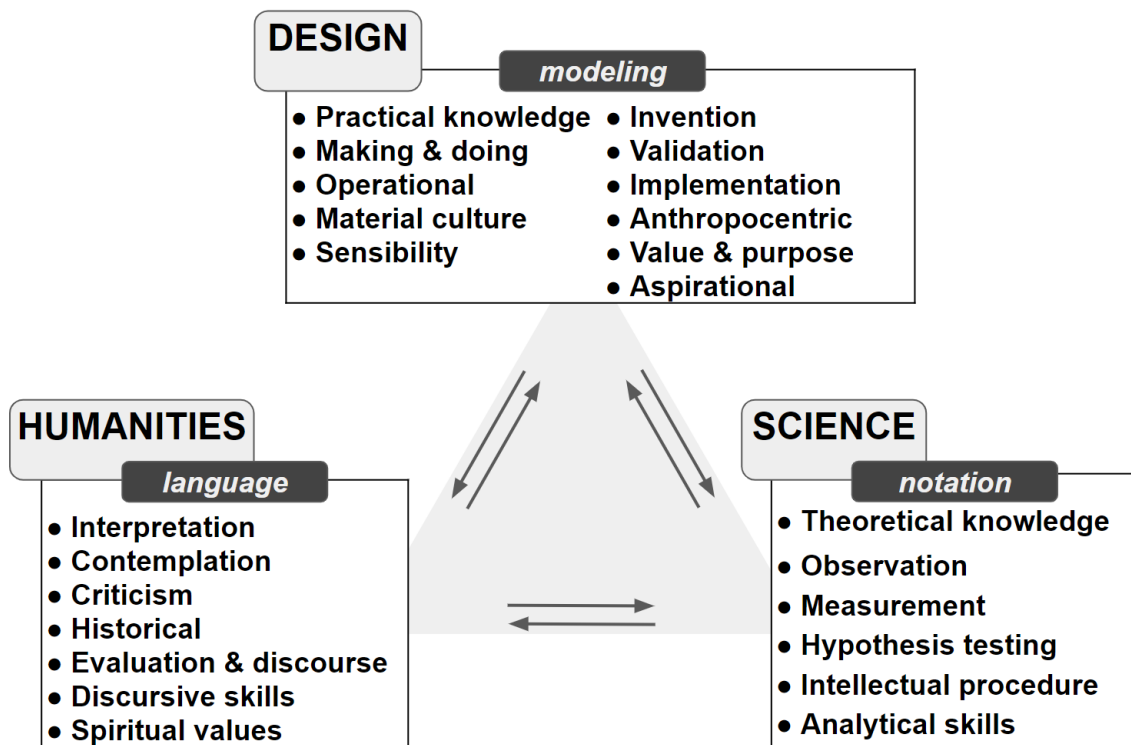 DESIGN
modeling
● Practical knowledge
● Making & doing
● Operational
● Material culture
● Sensibility
● Invention
● Validation
● Implementation
● Anthropocentric
● Value & purpose
● Aspirational
HUMANITIES
language
● Interpretation
● Contemplation
● Criticism
● Historical
● Evaluation & discourse
● Discursive skills
● Spiritual values
SCIENCE
notation
● Theoretical knowledge
● Observation
● Measurement
● Hypothesis testing
● Intellectual procedure
● Analytical skills